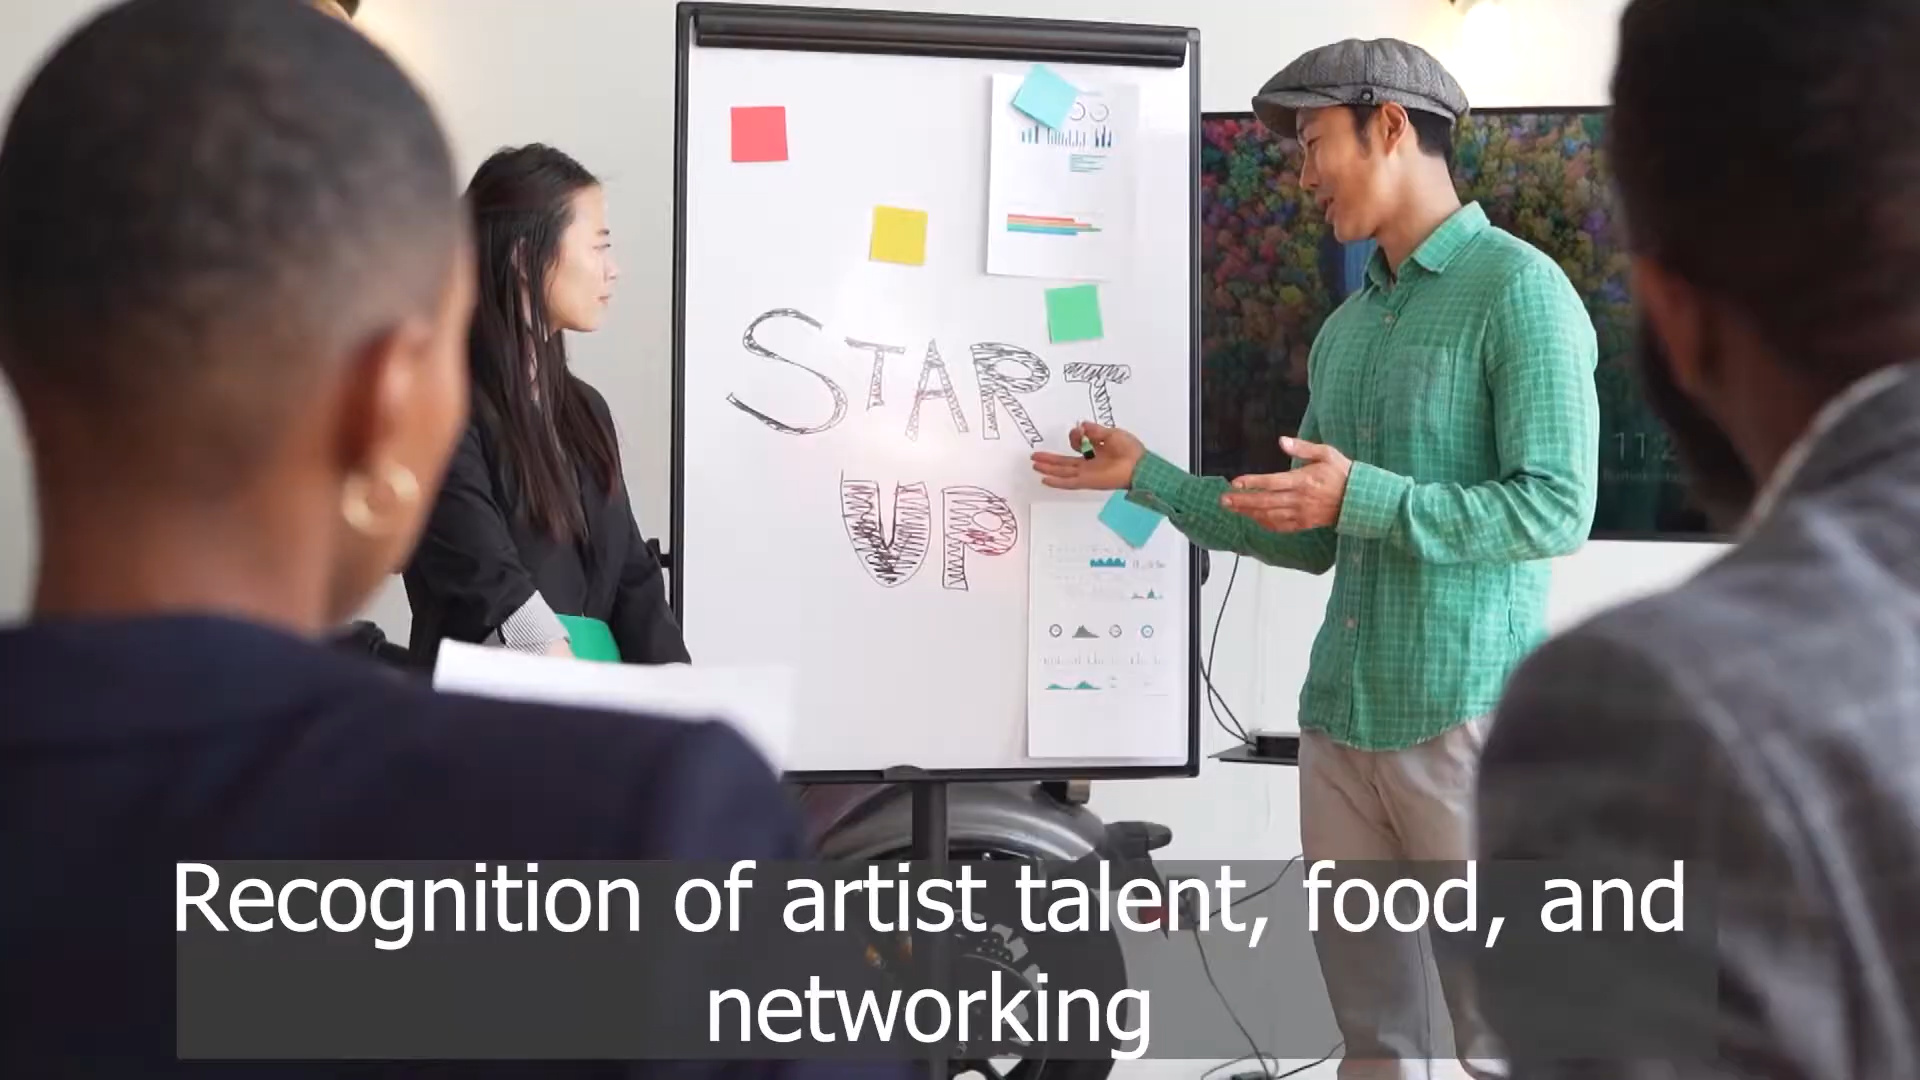 START
UP
Recognition of artist talent, food, and
networking